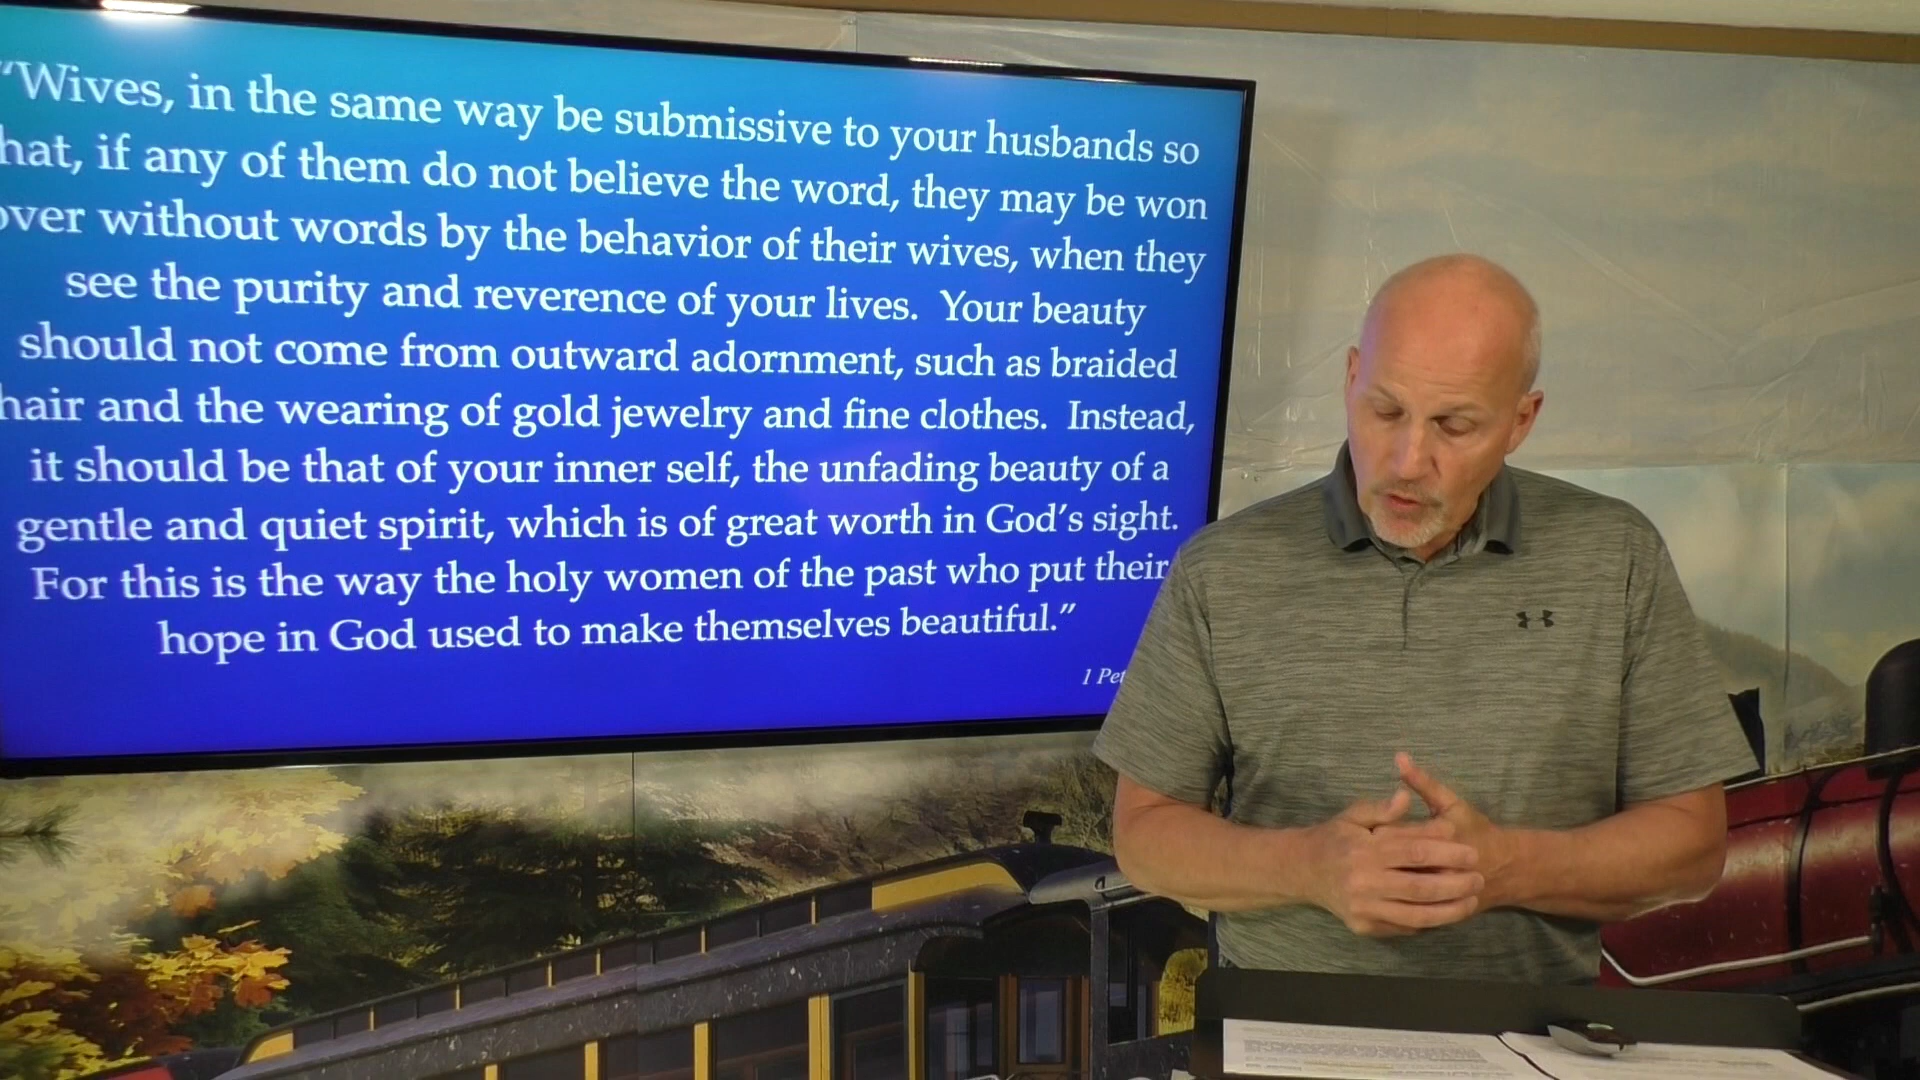 “Wives, in the same way be submissive to your husbands so
hat, if any of them do not believe the word, they may be won
over without words by the behavior of their wives, when they
see the purity and reverence of your lives. Your beauty
should not come from outward adornment, such as braided
hair and the wearing of gold jewelry and fine clothes. Instead,
it should be that of your inner self, the unfading beauty of a
gentle and quiet spirit, which is of great worth in God’s sight.
For this is the way the holy women of the past who put their
hope in God used to make themselves beautiful.”
1 Pet